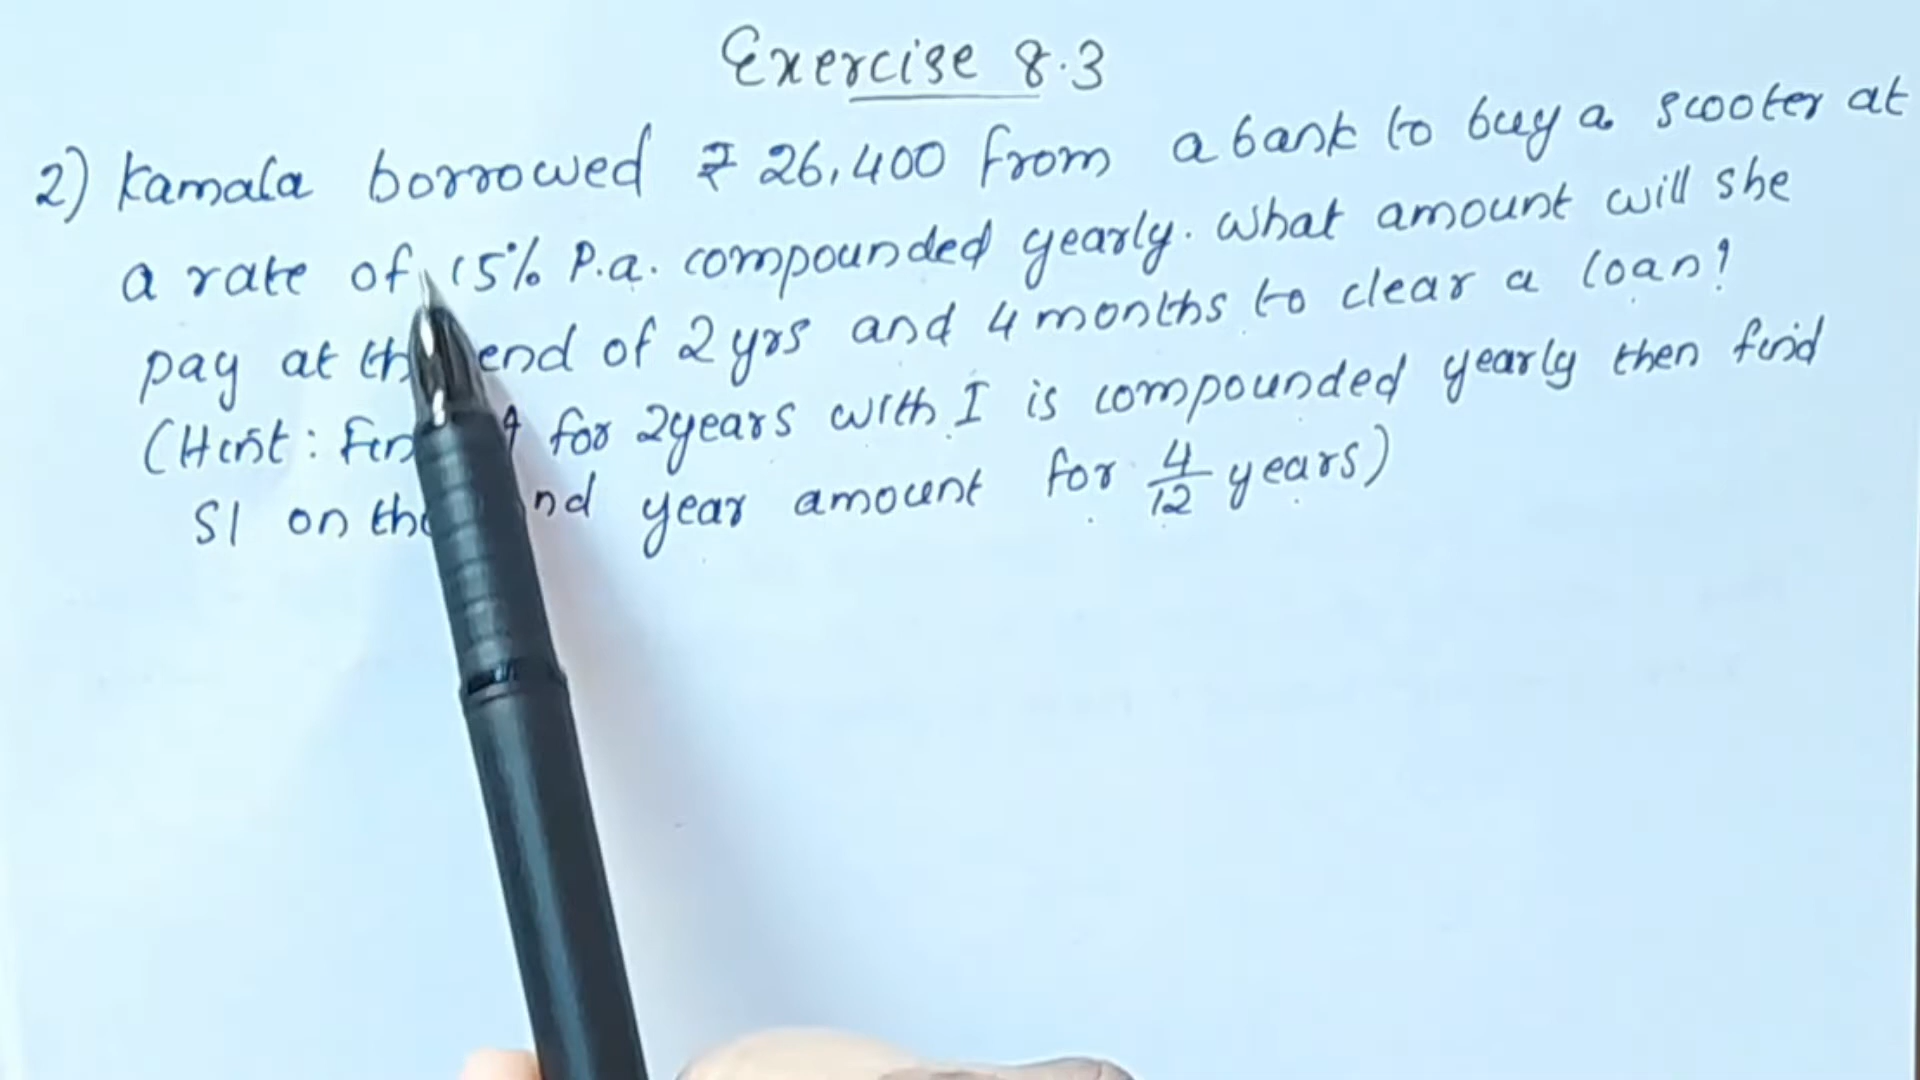 Exercise 8.3
2) Kamala borrowed ₹ 26,400 from a bank to buy a scooter at
a rate of 15% P.a. compounded yearly. What amount will she
pay at end of 2 yrs and 4 months to clear a loan?
(Hint: for 2years with I is compounded yearly then find
SI on year amount for 4/12 years)